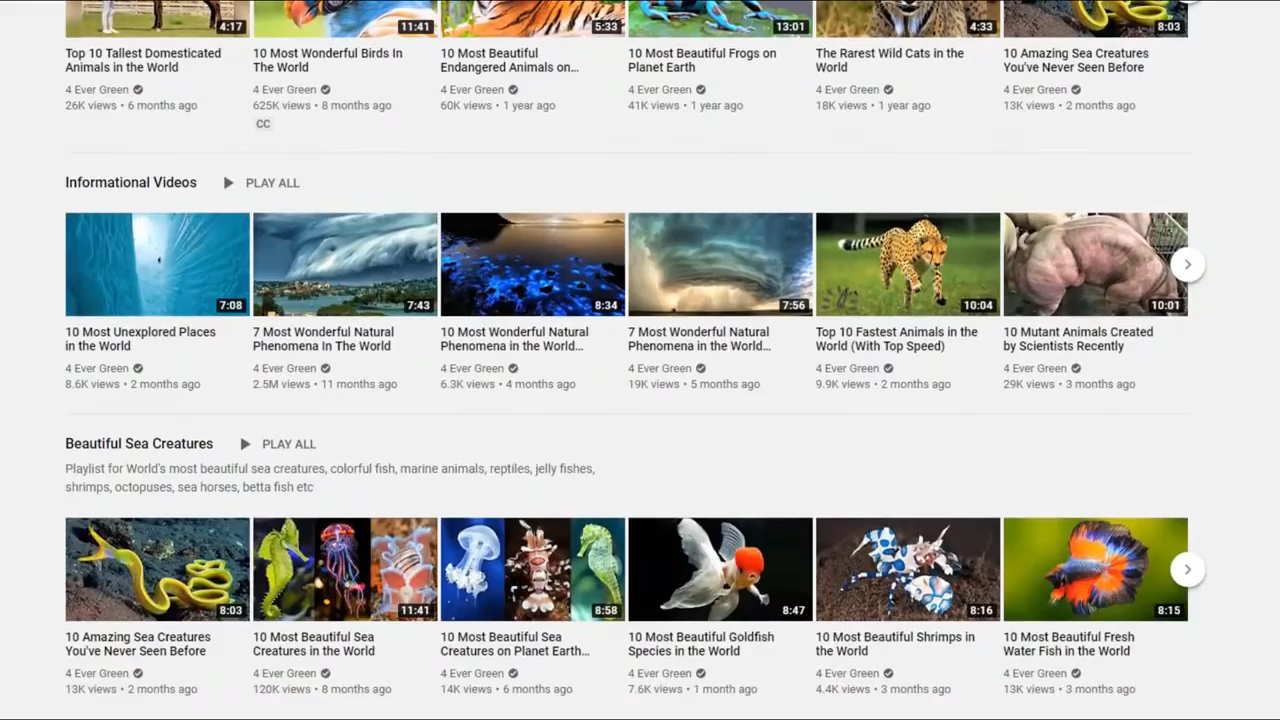 4:17
11:41
5:33
13:01
4:33
8:03
Top 10 Tallest Domesticated
Animals in the World
4 Ever Green
26K views • 6 months ago
10 Most Wonderful Birds In
The World
4 Ever Green
625K views • 8 months ago
CC
10 Most Beautiful
Endangered Animals on...
4 Ever Green
60K views • 1 year ago
10 Most Beautiful Frogs on
Planet Earth
4 Ever Green
41K views • 1 year ago
The Rarest Wild Cats in the
World
4 Ever Green
18K views • 1 year ago
10 Amazing Sea Creatures
You've Never Seen Before
4 Ever Green
13K views • 2 months ago
Informational Videos PLAY ALL
7:08
7:43
8:34
7:56
10:04
10:01
10 Most Unexplored Places
in the World
4 Ever Green
8.6K views • 2 months ago
7 Most Wonderful Natural
Phenomena In The World
4 Ever Green
2.5M views • 11 months ago
10 Most Wonderful Natural
Phenomena in the World...
4 Ever Green
6.3K views • 4 months ago
7 Most Wonderful Natural
Phenomena in the World...
4 Ever Green
19K views • 5 months ago
Top 10 Fastest Animals in the
World (With Top Speed)
4 Ever Green
9.9K views • 2 months ago
10 Mutant Animals Created
by Scientists Recently
4 Ever Green
29K views • 3 months ago
Beautiful Sea Creatures PLAY ALL
Playlist for World's most beautiful sea creatures, colorful fish, marine animals, reptiles, jelly fishes,
shrimps, octopuses, sea horses, betta fish etc
8:03
11:41
8:58
8:47
8:16
8:15
10 Amazing Sea Creatures
You've Never Seen Before
4 Ever Green
13K views • 2 months ago
10 Most Beautiful Sea
Creatures in the World
4 Ever Green
120K views • 8 months ago
10 Most Beautiful Sea
Creatures on Planet Earth...
4 Ever Green
14K views • 6 months ago
10 Most Beautiful Goldfish
Species in the World
4 Ever Green
7.6K views • 1 month ago
10 Most Beautiful Shrimps in
the World
4 Ever Green
4.4K views • 3 months ago
10 Most Beautiful Fresh
Water Fish in the World
4 Ever Green
13K views • 3 months ago